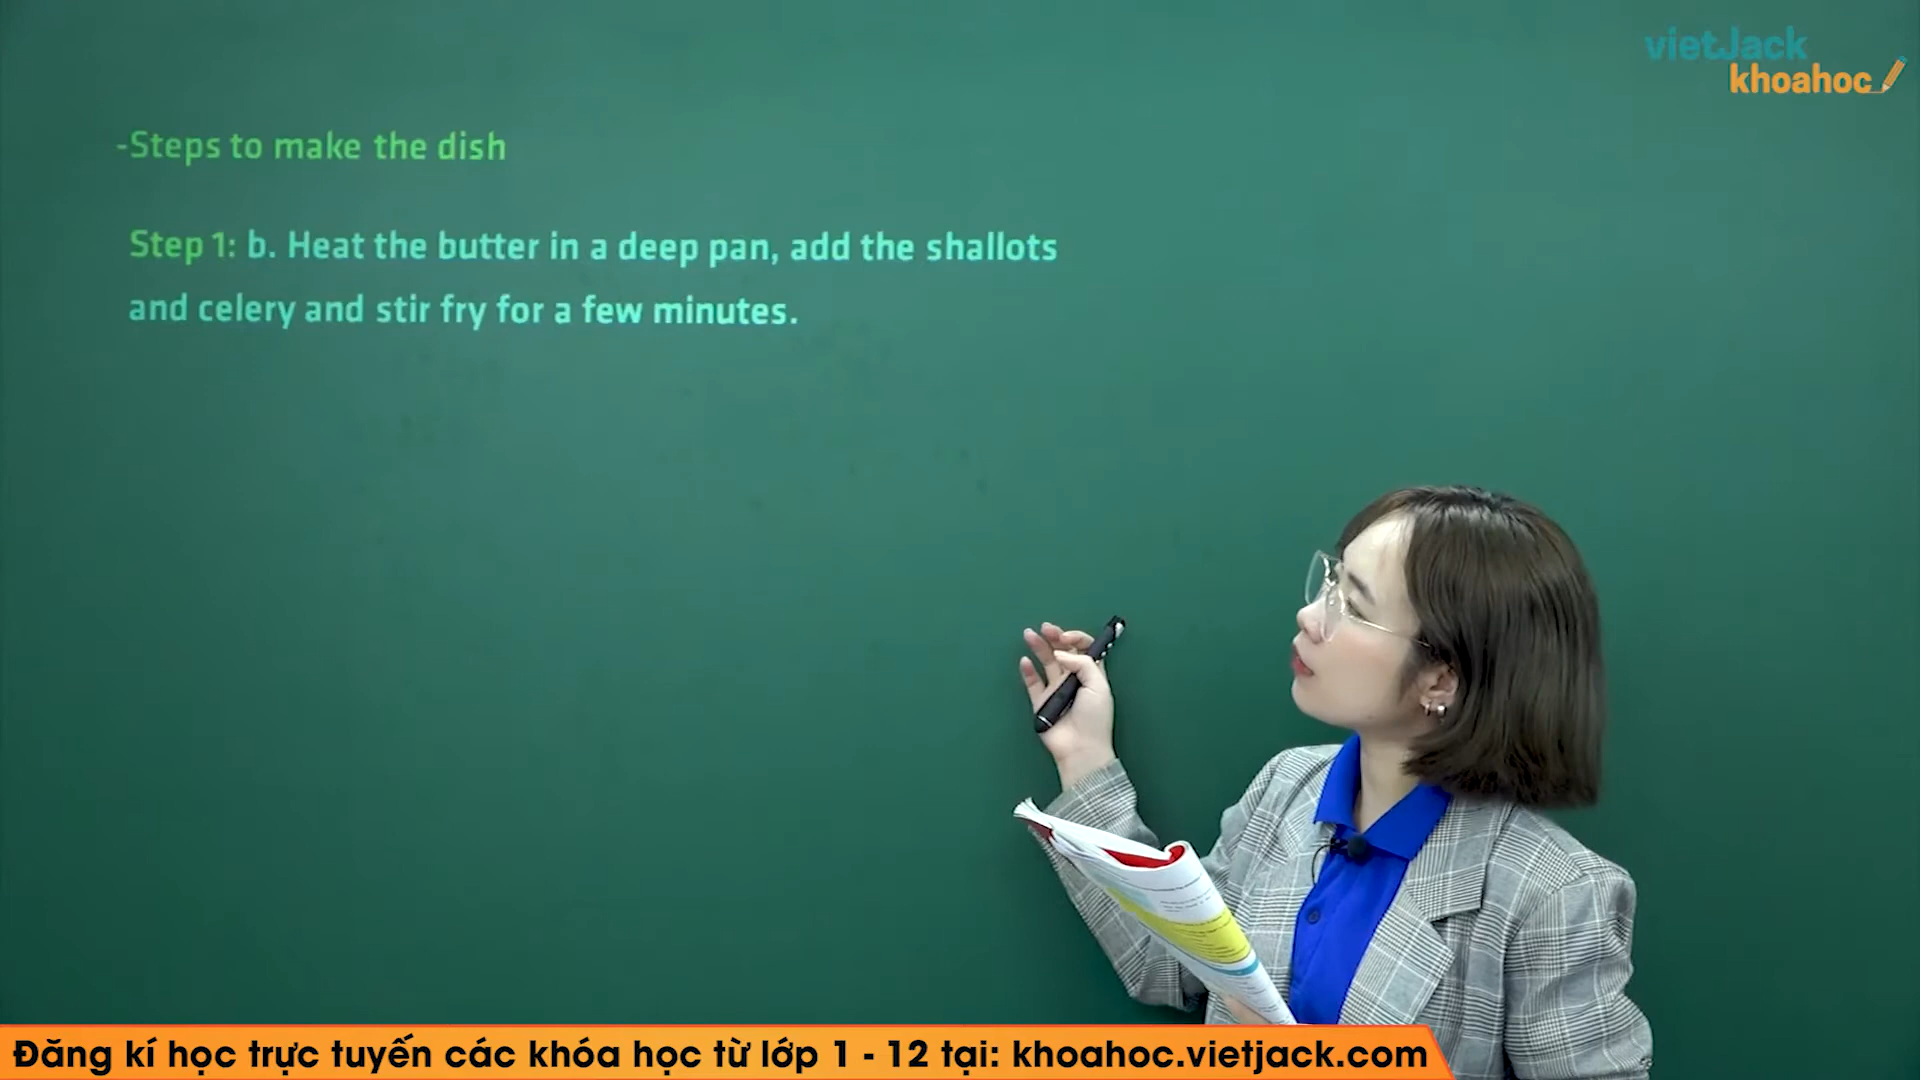 vietJack
khoahoc
-Steps to make the dish
Step 1: b. Heat the butter in a deep pan, add the shallots
and celery and stir fry for a few minutes.
Đăng kí học trực tuyến các khóa học từ lớp 1 - 12 tại: khoahoc.vietjack.com